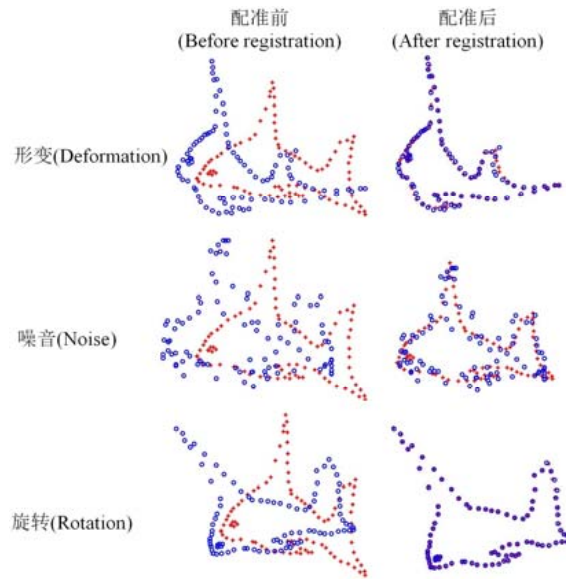 配准前 配准后
(Before registration) (After registration)
形变(Deformation)
噪音(Noise)
旋转(Rotation)